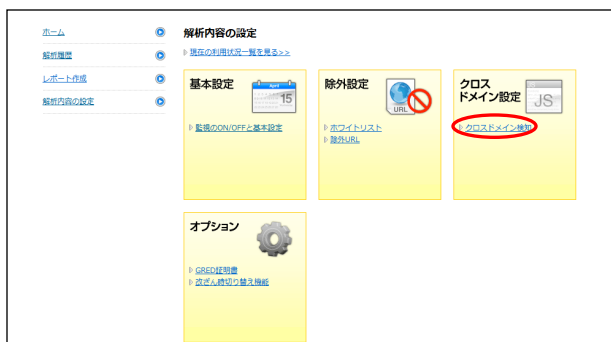 ホーム
解析履歴
レポート作成
解析内容の設定
解析内容の設定
現在の利用状況一覧を見る>>
基本設定
April
15
監視のON/OFFと基本設定
除外設定
URL
ホワイトリスト
除外URL
クロス
ドメイン設定
JS
クロスドメイン検知
オプション
GRED証明書
改ざん時切り替え機能